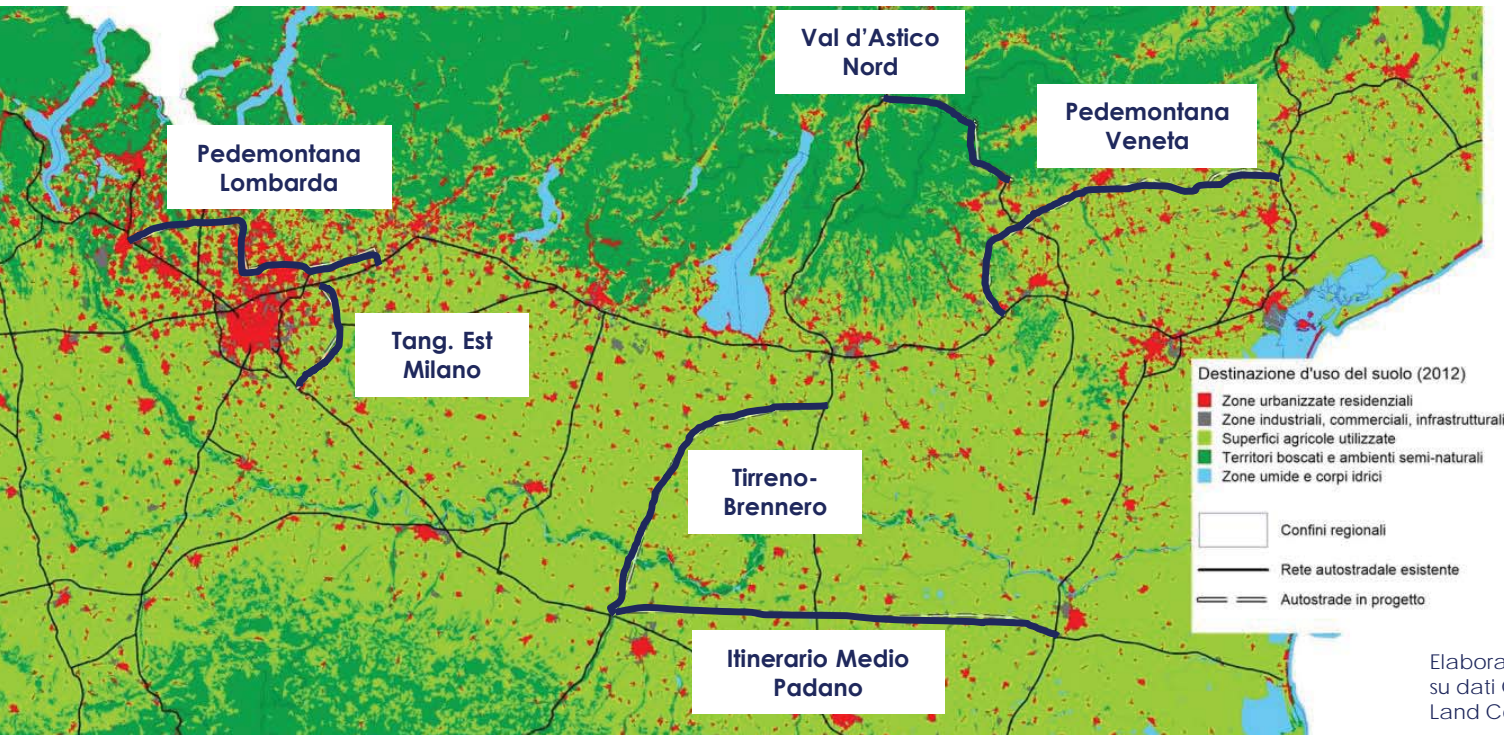 Val d'Astico
Nord
Pedemontana
Veneta
Pedemontana
Lombarda
Tang. Est
Milano
Destinazione d'uso del suolo (2012)
Zone urbanizzate residenziali
Zone industriali, commerciali, infrastrutturali
Superfici agricole utilizzate
Territori boscati e ambienti semi-naturali
Zone umide e corpi idrici
Confini regionali
Rete autostradale esistente
Autostrade in progetto
Tirreno-
Brennero
Itinerario Medio
Padano
Elabora
su dati
Land